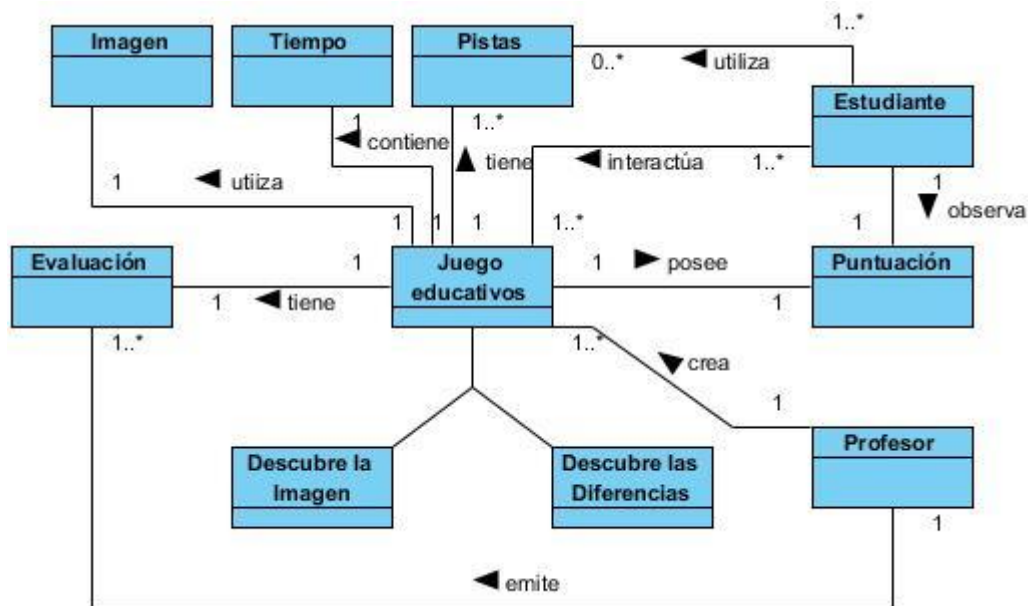 Imagen
Tiempo
Pistas
1..*
0..*
utiliza
Estudiante
1
contiene
1..*
tiene
interactúa
1..*
1
utiiza
1
observa
1
1
1
1..*
1
Evaluación
1
Juego
educativos
1
posee
Puntuación
1
tiene
1
1..*
1..*
crea
1
Profesor
Descubre la
Imagen
Descubre las
Diferencias
1
emite